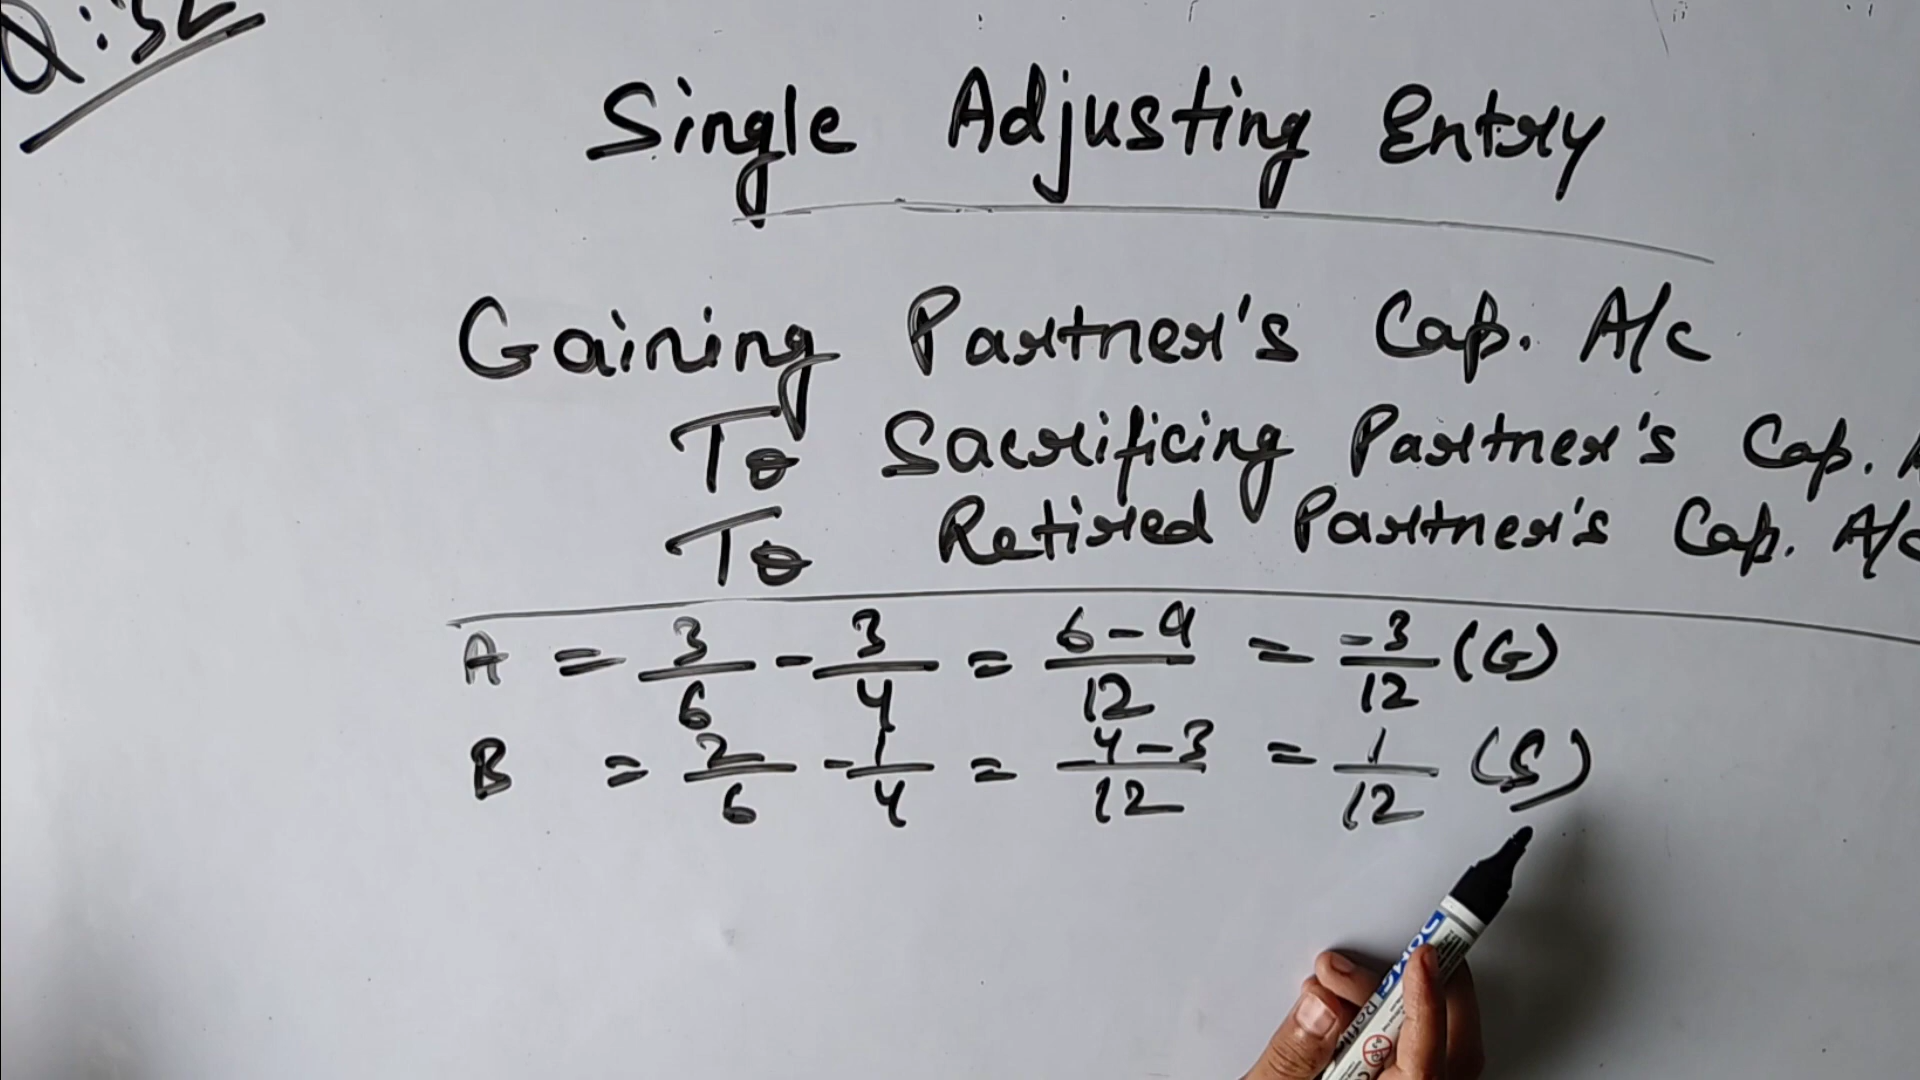 Q:32
Single Adjusting Entry
Gaining Partner's Cap. A/c
To Sacrificing Partner's Cap.
To Retired Partner's Cap. A/c
A = 3/6 - 3/4 = 6-9/12 = -3/12 (G)
B = 2/6 - 1/4 = 4-3/12 = 1/12 (S)